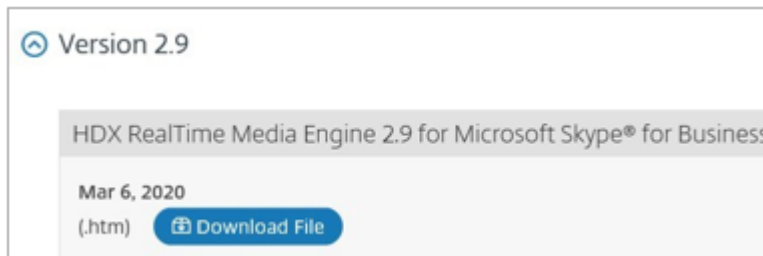 Version 2.9
HDX RealTime Media Engine 2.9 for Microsoft Skype® for Business
Mar 6, 2020
(.htm) Download File